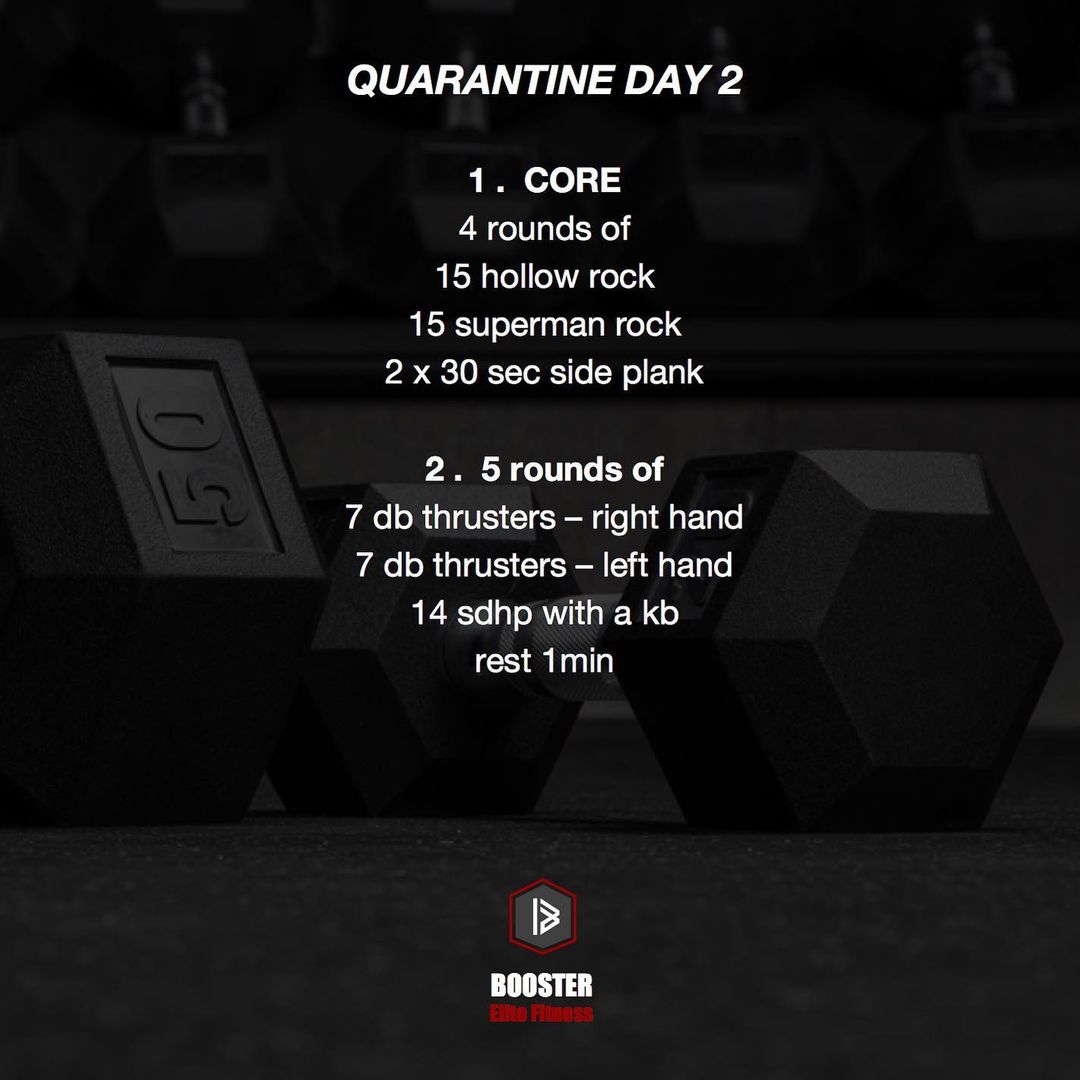 QUARANTINE DAY 2
1 .  CORE
4 rounds of
15 hollow rock
15 superman rock
2 x 30 sec side plank
2 .  5 rounds of
7 db thrusters – right hand
7 db thrusters – left hand
14 sdhp with a kb
rest 1min
50
BOOSTER
Elite Fitness